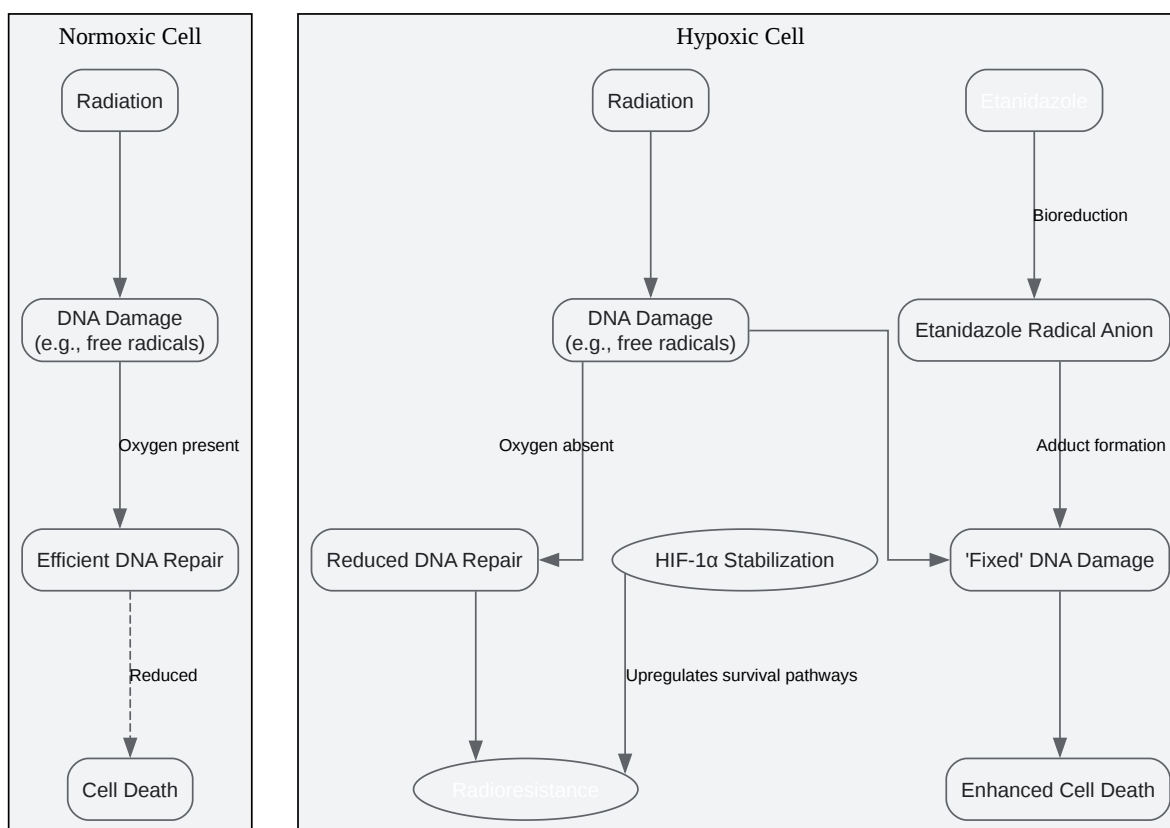 Normoxic Cell
Radiation
DNA Damage
(e.g., free radicals)
Oxygen present
Efficient DNA Repair
Reduced
Cell Death
Hypoxic Cell
Radiation
Etanidazole
Bioreduction
DNA Damage
(e.g., free radicals)
Etanidazole Radical Anion
Oxygen absent
Adduct formation
Reduced DNA Repair
HIF-1α Stabilization
'Fixed' DNA Damage
Upregulates survival pathways
Radioresistance
Enhanced Cell Death